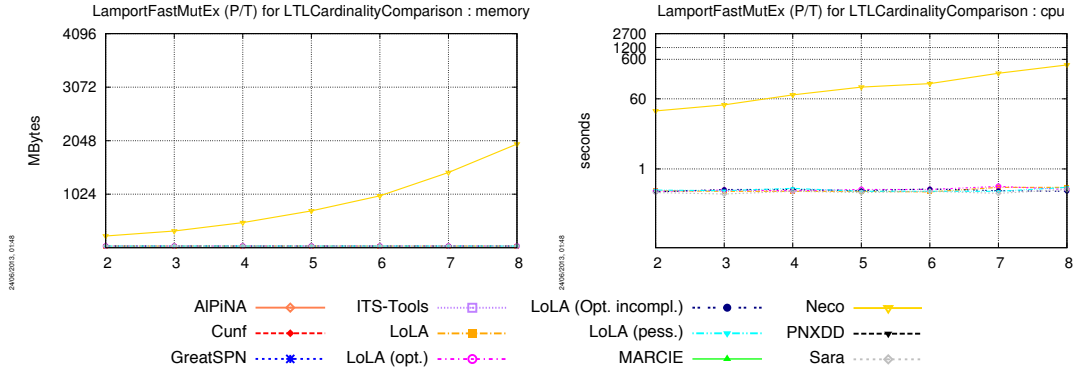 LamportFastMutEx (P/T) for LTLCardinalityComparison : memory
4096
3072
2048
1024
MBytes
2 3 4 5 6 7 8
24/06/2013, 01:48
LamportFastMutEx (P/T) for LTLCardinalityComparison : cpu
2700
1200
600
60
1
seconds
2 3 4 5 6 7 8
24/06/2013, 01:48
AlPiNA ITS-Tools LoLA (Opt. incompl.) Neco
Cunf LoLA LoLA (pess.) PNXDD
GreatSPN LoLA (opt.) MARCIE Sara